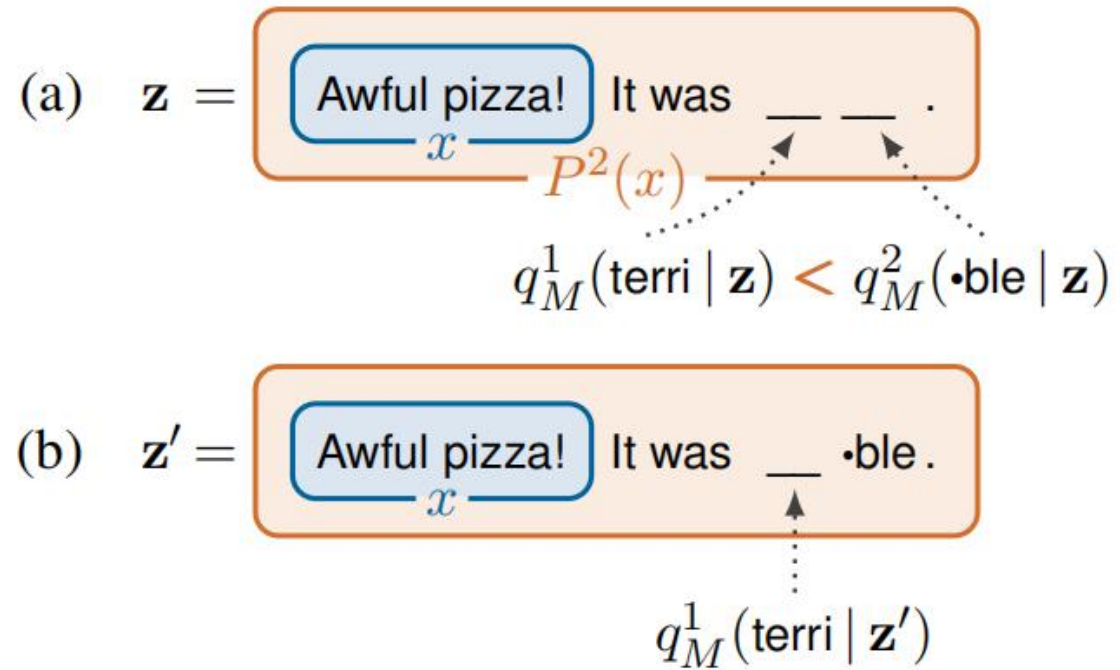 (a) z = Awful pizza! It was __ __ .
x
P²(x)
q¹_M(terri | z) < q²_M(•ble | z)
(b) z′ = Awful pizza! It was __ •ble .
x
q¹_M(terri | z′)